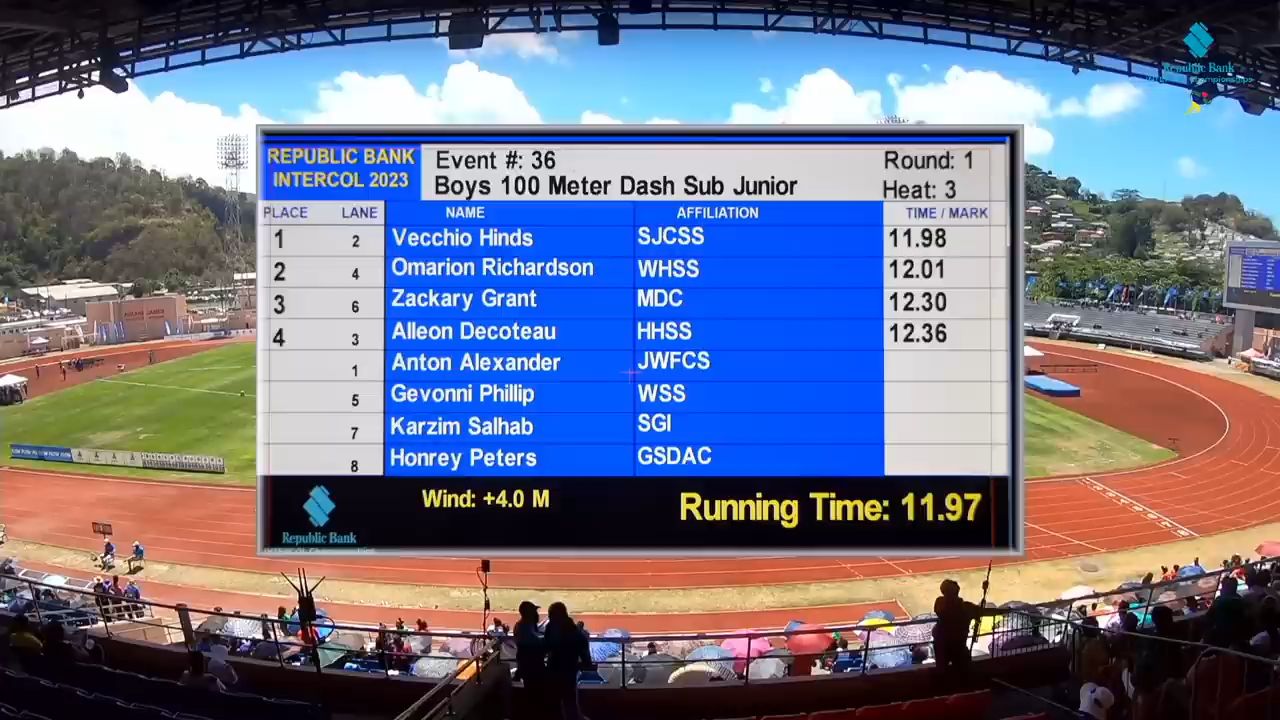 Republic Bank
REPUBLIC BANK
INTERCOL 2023
Event #: 36
Boys 100 Meter Dash Sub Junior
Round: 1
Heat: 3
PLACE LANE NAME AFFILIATION TIME / MARK
1 2 Vecchio Hinds SJCSS 11.98
2 4 Omarion Richardson WHSS 12.01
3 6 Zackary Grant MDC 12.30
4 3 Alleon Decoteau HHSS 12.36
1 Anton Alexander JWFCS
5 Gevonni Phillip WSS
7 Karzim Salhab SGI
8 Honrey Peters GSDAC
Wind: +4.0 M
Running Time: 11.97
Republic Bank